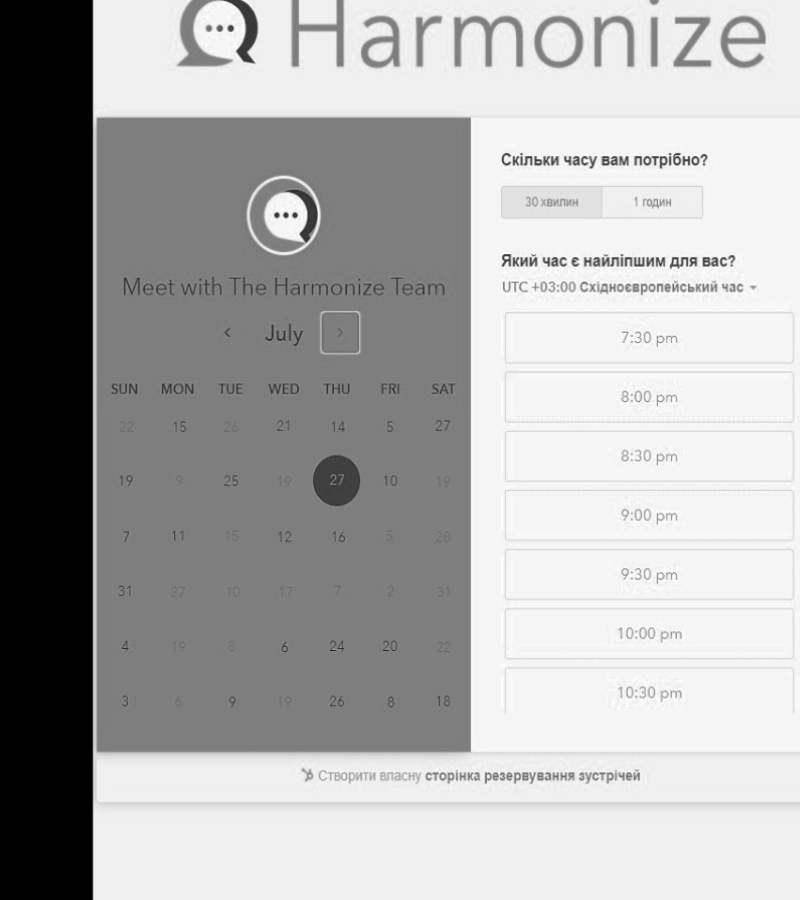 Harmonize
Meet with The Harmonize Team
July
SUN MON TUE WED THU FRI SAT
22 15 26 21 14 5 27
19 9 25 19 27 10 19
7 11 15 12 16 5 28
31 27 10 17 7 2 31
4 19 8 6 24 20 22
3 6 9 19 26 8 18
Скільки часу вам потрібно?
30 хвилин 1 годин
Який час є найліпшим для вас?
UTC +03:00 Східноєвропейський час
7:30 pm
8:00 pm
8:30 pm
9:00 pm
9:30 pm
10:00 pm
10:30 pm
Створити власну сторінка резервування зустрічей